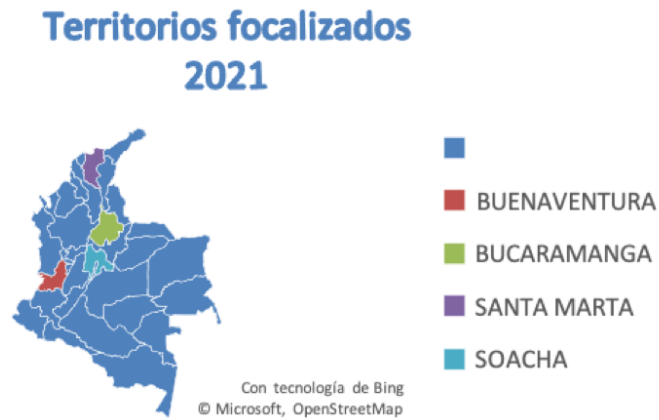 Territorios focalizados
2021
BUENAVENTURA
BUCARAMANGA
SANTA MARTA
SOACHA
Con tecnología de Bing
© Microsoft, OpenStreetMap